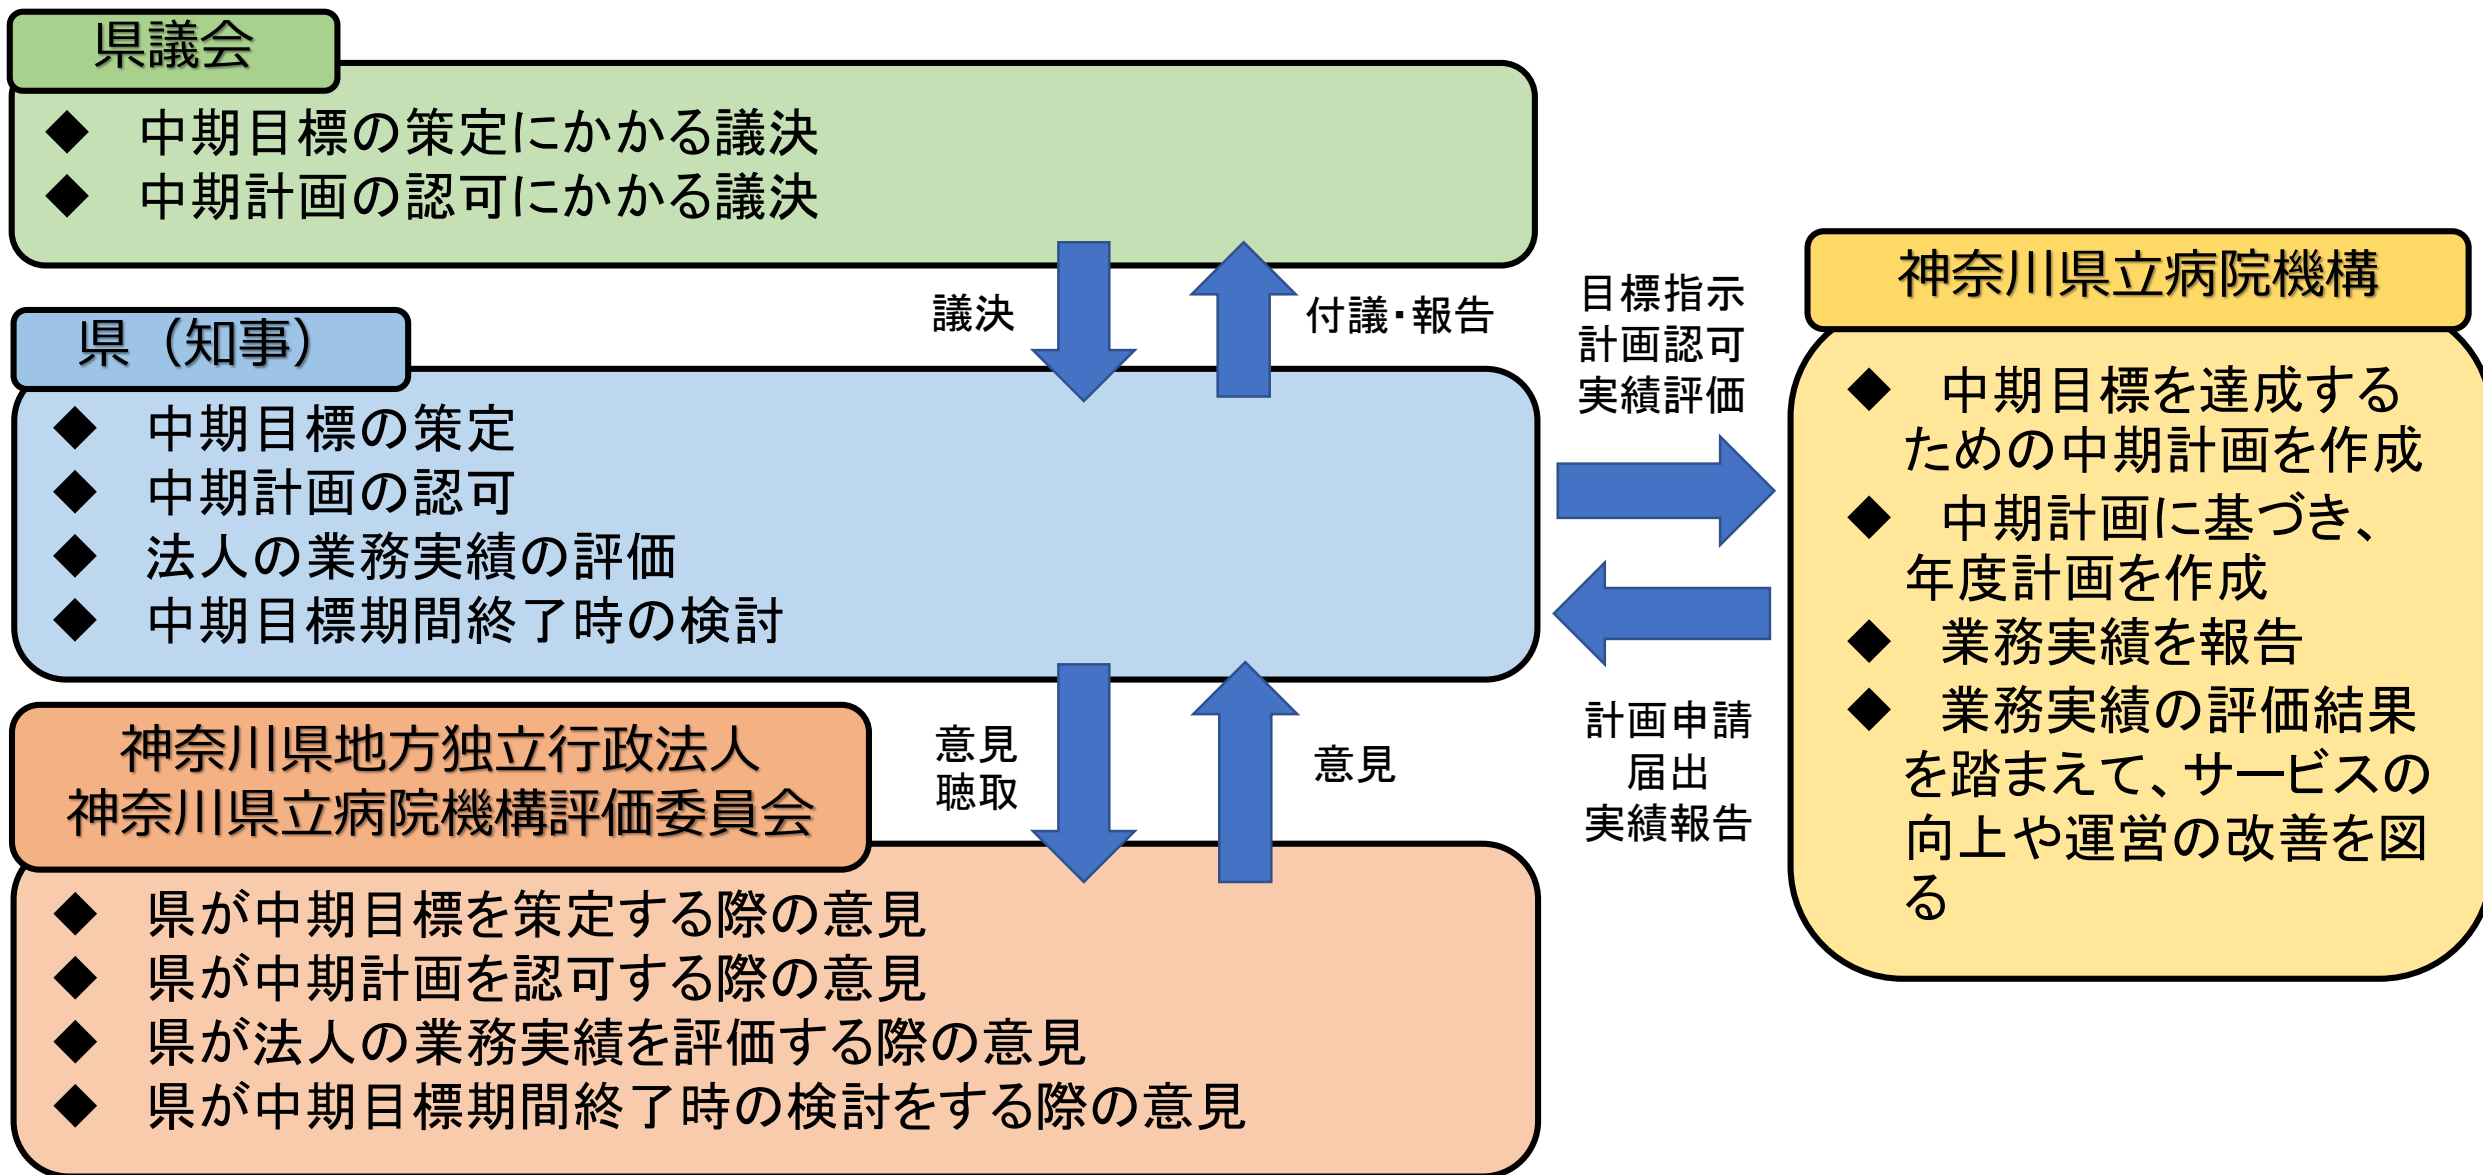 県議会
◆ 中期目標の策定にかかる議決
◆ 中期計画の認可にかかる議決
議決
付議・報告
県（知事）
◆ 中期目標の策定
◆ 中期計画の認可
◆ 法人の業務実績の評価
◆ 中期目標期間終了時の検討
意見
聴取
意見
神奈川県地方独立行政法人
神奈川県立病院機構評価委員会
◆ 県が中期目標を策定する際の意見
◆ 県が中期計画を認可する際の意見
◆ 県が法人の業務実績を評価する際の意見
◆ 県が中期目標期間終了時の検討をする際の意見
目標指示
計画認可
実績評価
計画申請
届出
実績報告
神奈川県立病院機構
◆ 中期目標を達成する
ための中期計画を作成
◆ 中期計画に基づき、
年度計画を作成
◆ 業務実績を報告
◆ 業務実績の評価結果
を踏まえて、サービスの
向上や運営の改善を図
る